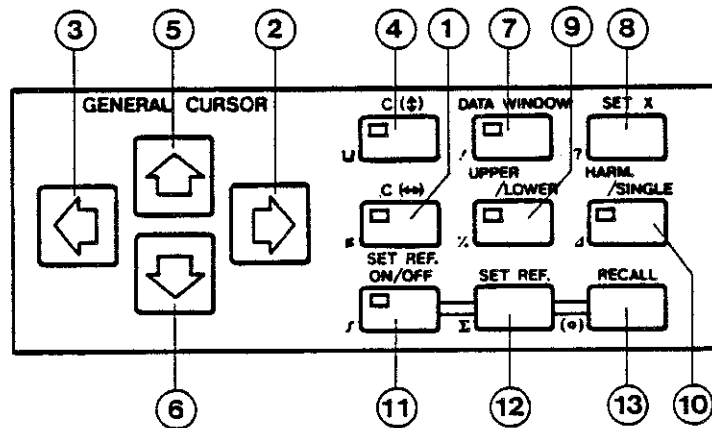 3 5 2 4 1 9 7 8
GENERAL CURSOR C (⇕) DATA WINDOW SET X
⊔ ! ?
C (⇔) UPPER /LOWER HARM. /SINGLE
# % ⊿
SET REF. ON/OFF SET REF. RECALL
∫ Σ (°)
6 11 12 13 10